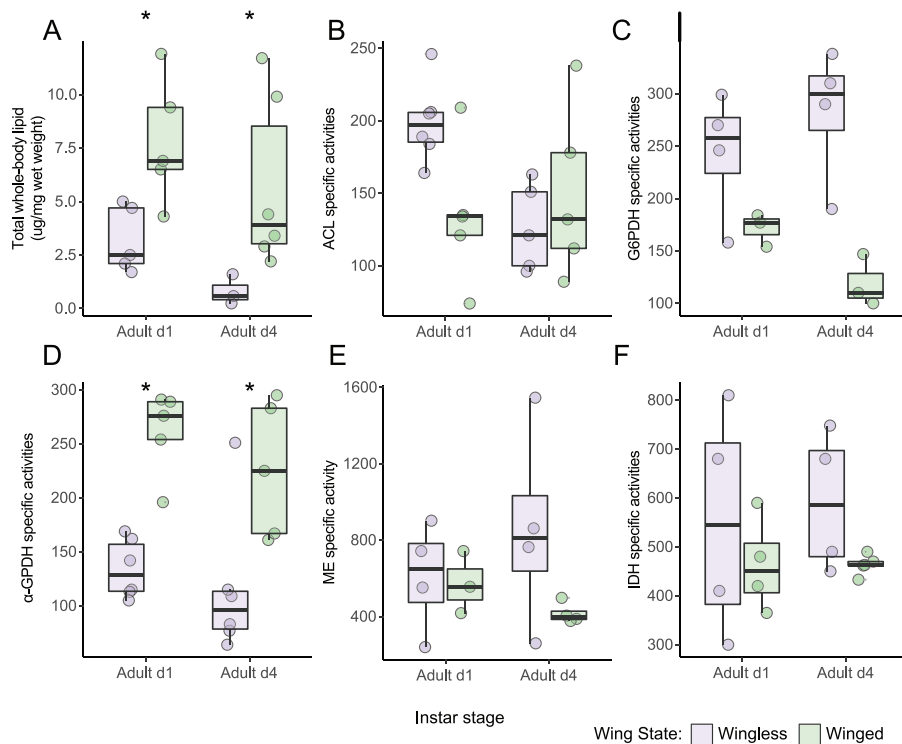 A
* *
Total whole-body lipid
(ug/mg wet weight)
10.0
7.5
5.0
2.5
0.0
Adult d1 Adult d4
B
ACL specific activities
250
200
150
100
Adult d1 Adult d4
C
G6PDH specific activities
300
250
200
150
100
Adult d1 Adult d4
D
* *
α-GPDH specific activities
300
250
200
150
100
Adult d1 Adult d4
E
ME specific activity
1600
1200
800
400
Adult d1 Adult d4
F
IDH specific activities
800
700
600
500
400
300
Adult d1 Adult d4
Instar stage
Wing State: Wingless Winged